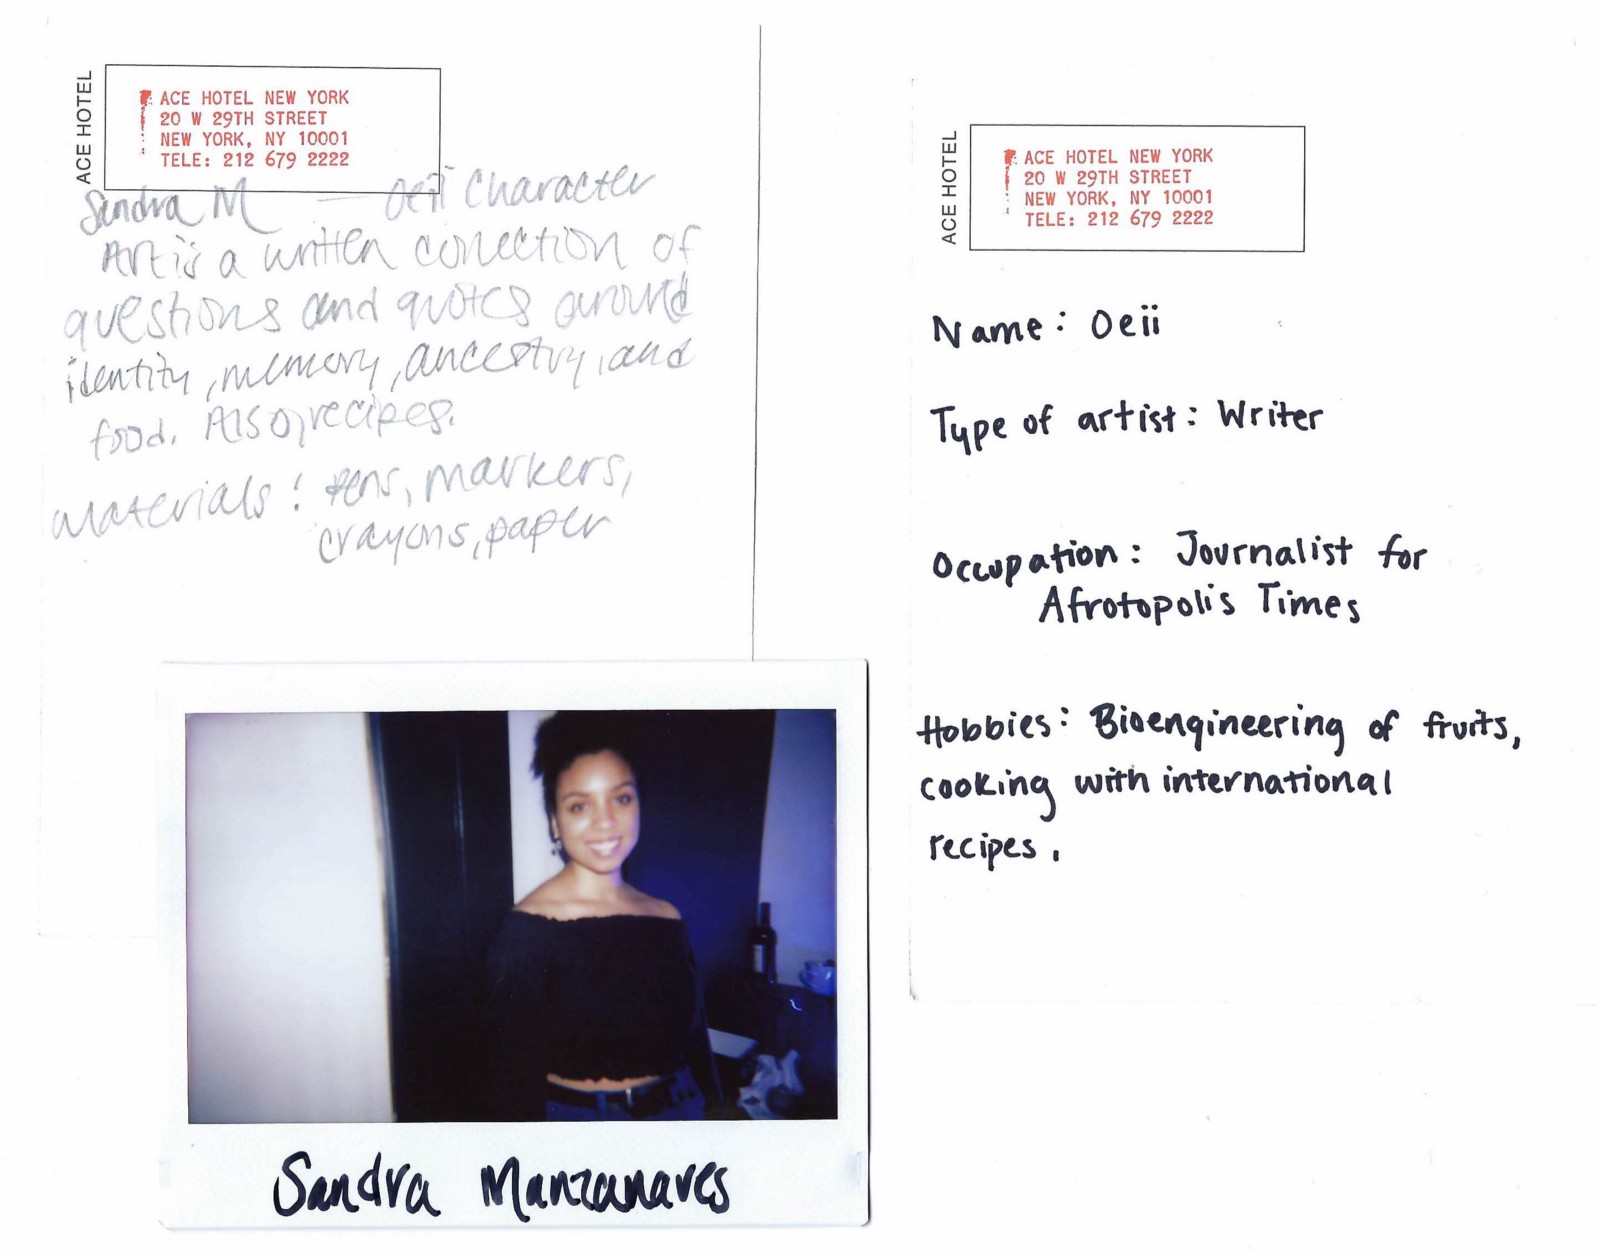 ACE HOTEL
ACE HOTEL NEW YORK
20 W 29TH STREET
NEW YORK, NY 10001
TELE: 212 679 2222
Sandra M — Oeii Character
Art is a written collection of
questions and quotes around
identity, memory, ancestry, and
food. Also, recipes.
Materials: pens, markers,
crayons, paper
Sandra Manzanares
ACE HOTEL
ACE HOTEL NEW YORK
20 W 29TH STREET
NEW YORK, NY 10001
TELE: 212 679 2222
Name: Oeii
Type of artist: Writer
Occupation: Journalist for
Afrotopolis Times
Hobbies: Bioengineering of fruits,
cooking with international
recipes.